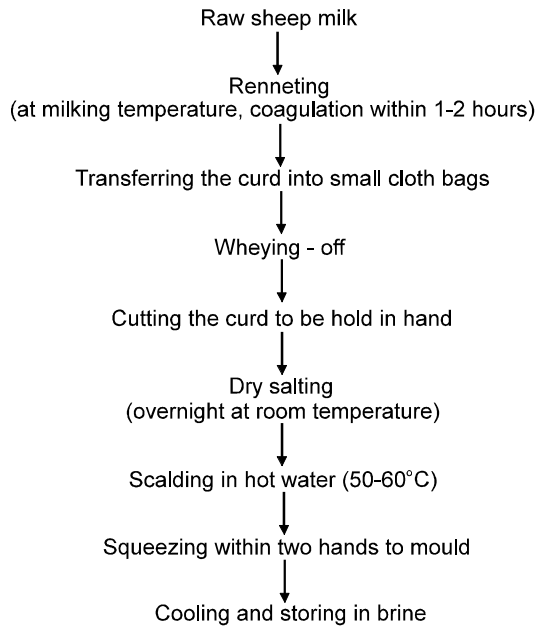 Raw sheep milk
Renneting
(at milking temperature, coagulation within 1-2 hours)
Transferring the curd into small cloth bags
Wheying - off
Cutting the curd to be hold in hand
Dry salting
(overnight at room temperature)
Scalding in hot water (50-60°C)
Squeezing within two hands to mould
Cooling and storing in brine